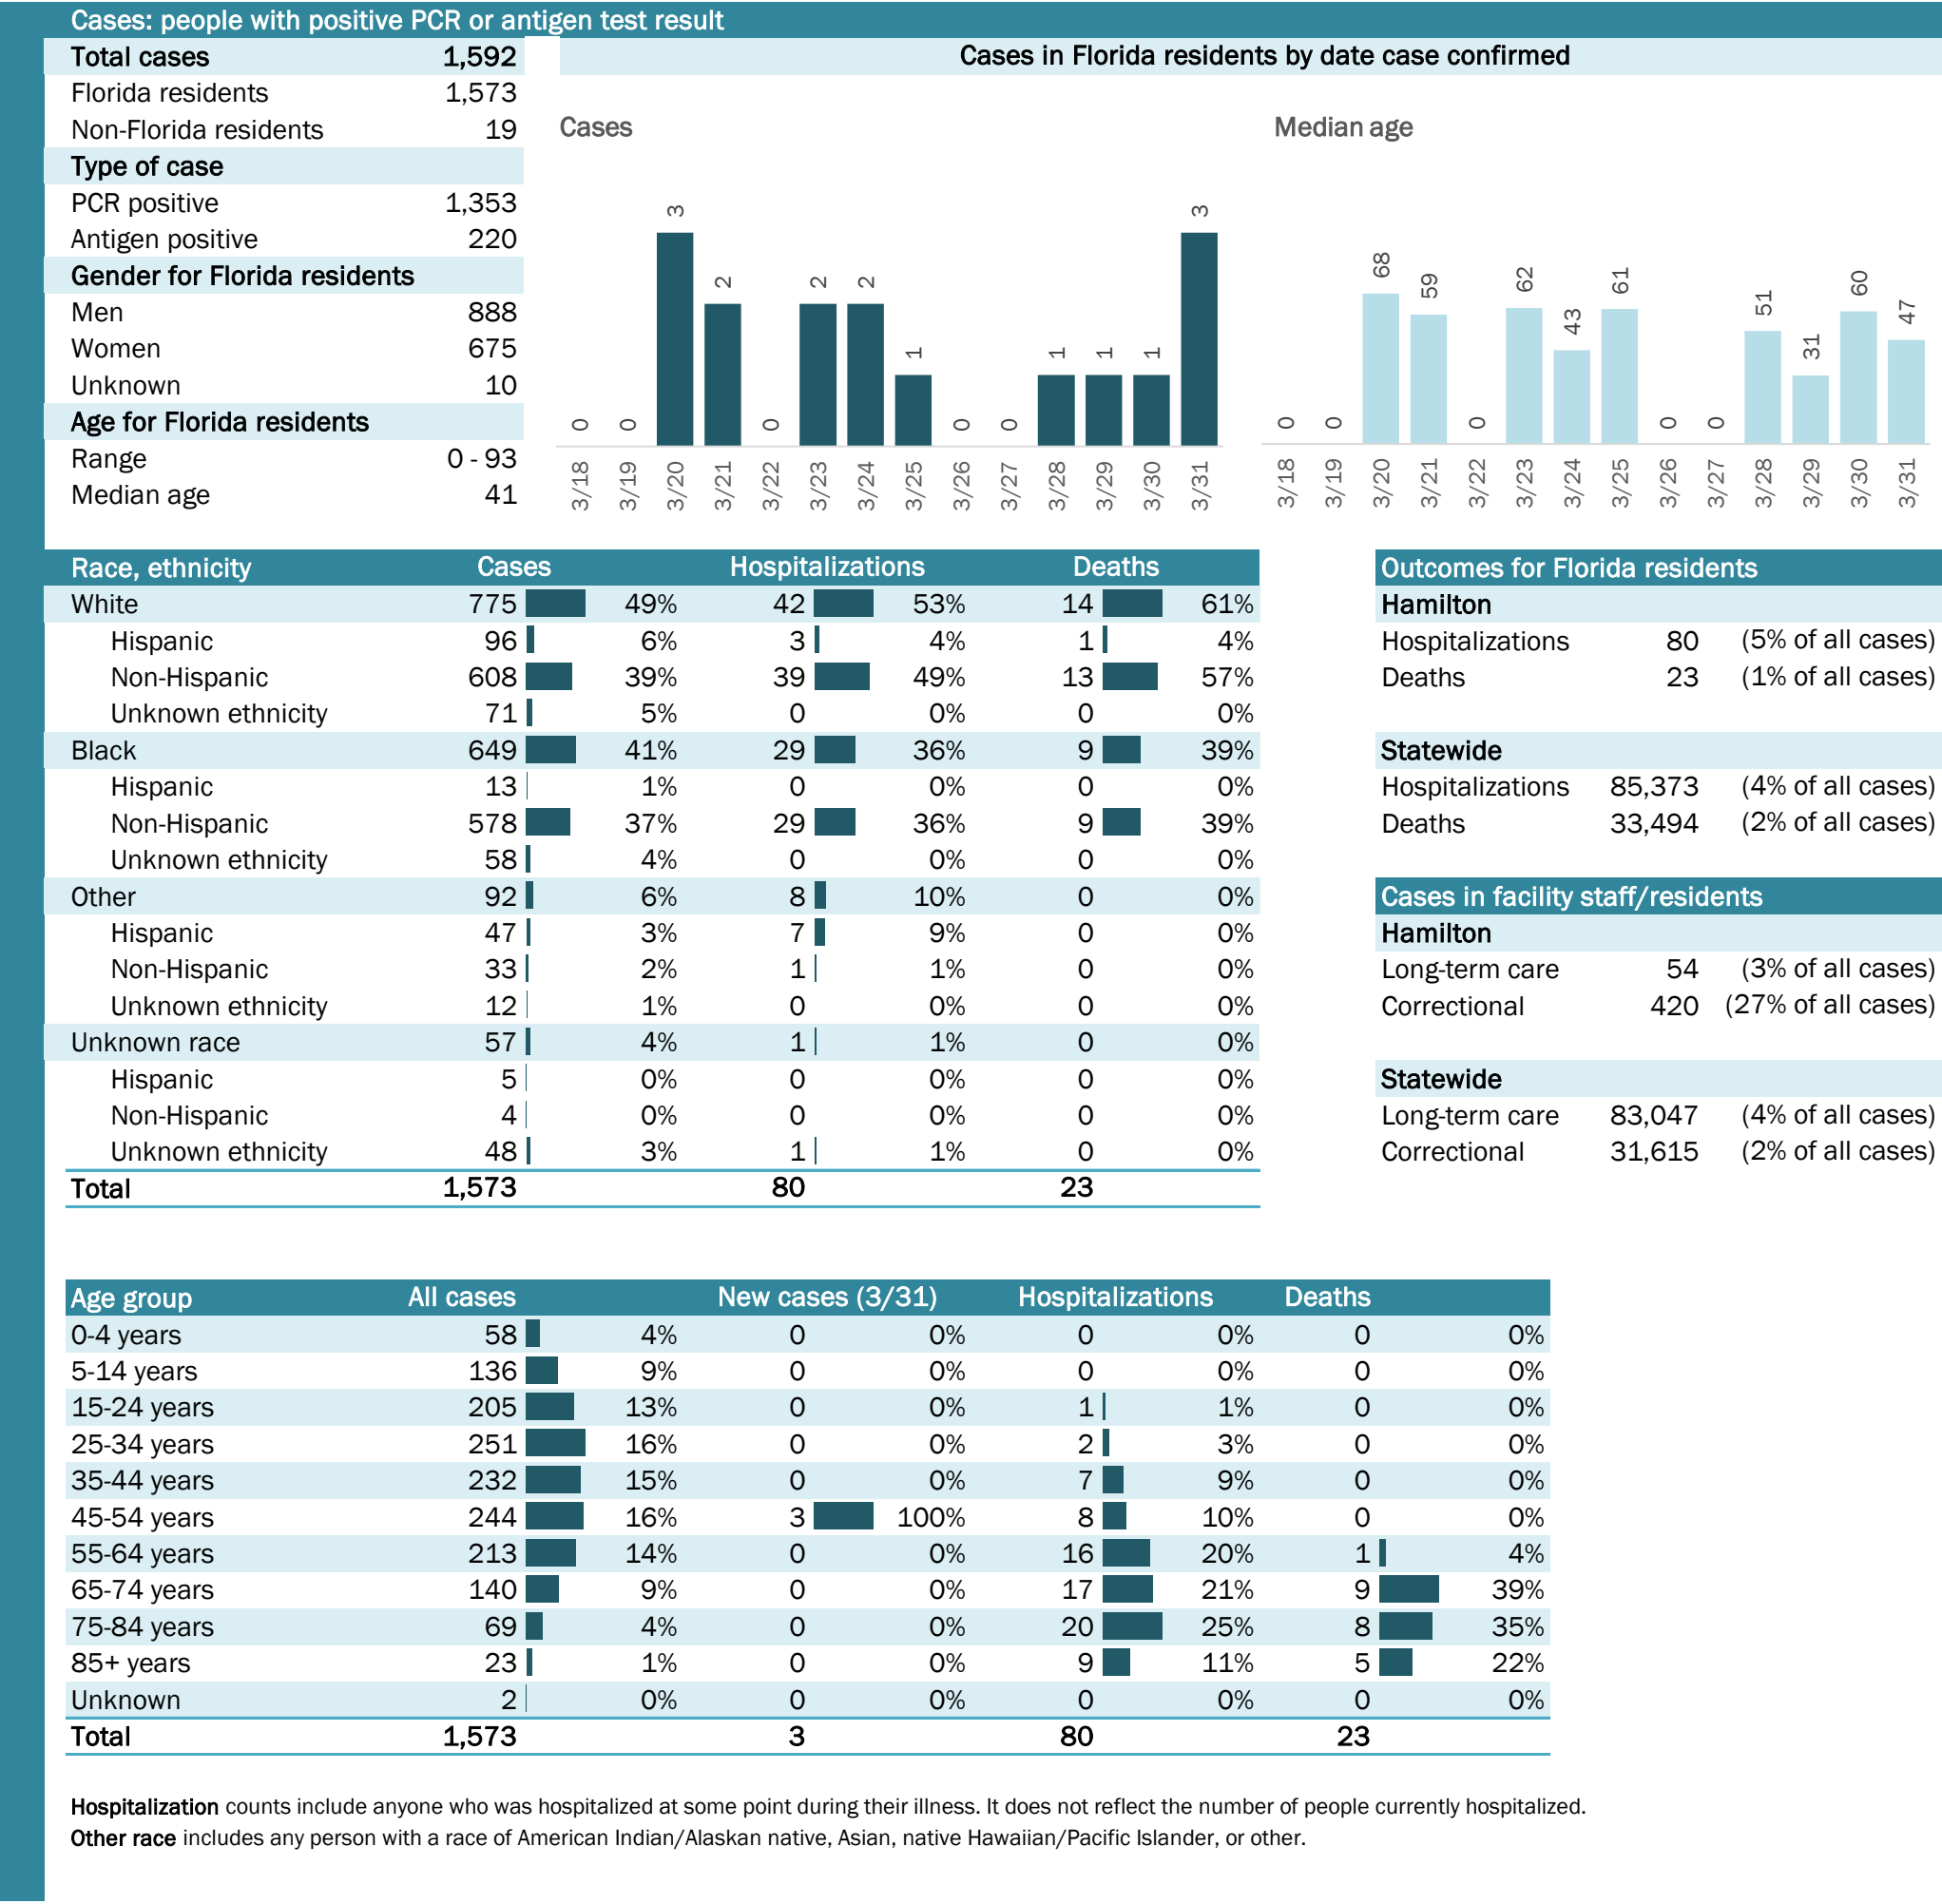 Cases: people with positive PCR or antigen test result
Total cases 1,592
Florida residents 1,573
Non-Florida residents 19
Type of case
PCR positive 1,353
Antigen positive 220
Gender for Florida residents
Men 888
Women 675
Unknown 10
Age for Florida residents
Range 0 - 93
Median age 41
Cases in Florida residents by date case confirmed
Cases
0 0 3 2 0 2 2 1 0 0 1 1 1 3
3/18 3/19 3/20 3/21 3/22 3/23 3/24 3/25 3/26 3/27 3/28 3/29 3/30 3/31
Median age
0 0 68 59 0 62 43 61 0 0 51 31 60 47
3/18 3/19 3/20 3/21 3/22 3/23 3/24 3/25 3/26 3/27 3/28 3/29 3/30 3/31
Race, ethnicity Cases Hospitalizations Deaths
White 775 49% 42 53% 14 61%
Hispanic 96 6% 3 4% 1 4%
Non-Hispanic 608 39% 39 49% 13 57%
Unknown ethnicity 71 5% 0 0% 0 0%
Black 649 41% 29 36% 9 39%
Hispanic 13 1% 0 0% 0 0%
Non-Hispanic 578 37% 29 36% 9 39%
Unknown ethnicity 58 4% 0 0% 0 0%
Other 92 6% 8 10% 0 0%
Hispanic 47 3% 7 9% 0 0%
Non-Hispanic 33 2% 1 1% 0 0%
Unknown ethnicity 12 1% 0 0% 0 0%
Unknown race 57 4% 1 1% 0 0%
Hispanic 5 0% 0 0% 0 0%
Non-Hispanic 4 0% 0 0% 0 0%
Unknown ethnicity 48 3% 1 1% 0 0%
Total 1,573 80 23
Outcomes for Florida residents
Hamilton
Hospitalizations 80 (5% of all cases)
Deaths 23 (1% of all cases)
Statewide
Hospitalizations 85,373 (4% of all cases)
Deaths 33,494 (2% of all cases)
Cases in facility staff/residents
Hamilton
Long-term care 54 (3% of all cases)
Correctional 420 (27% of all cases)
Statewide
Long-term care 83,047 (4% of all cases)
Correctional 31,615 (2% of all cases)
Age group All cases New cases (3/31) Hospitalizations Deaths
0-4 years 58 4% 0 0% 0 0% 0 0%
5-14 years 136 9% 0 0% 0 0% 0 0%
15-24 years 205 13% 0 0% 1 1% 0 0%
25-34 years 251 16% 0 0% 2 3% 0 0%
35-44 years 232 15% 0 0% 7 9% 0 0%
45-54 years 244 16% 3 100% 8 10% 0 0%
55-64 years 213 14% 0 0% 16 20% 1 4%
65-74 years 140 9% 0 0% 17 21% 9 39%
75-84 years 69 4% 0 0% 20 25% 8 35%
85+ years 23 1% 0 0% 9 11% 5 22%
Unknown 2 0% 0 0% 0 0% 0 0%
Total 1,573 3 80 23
Hospitalization counts include anyone who was hospitalized at some point during their illness. It does not reflect the number of people currently hospitalized.
Other race includes any person with a race of American Indian/Alaskan native, Asian, native Hawaiian/Pacific Islander, or other.